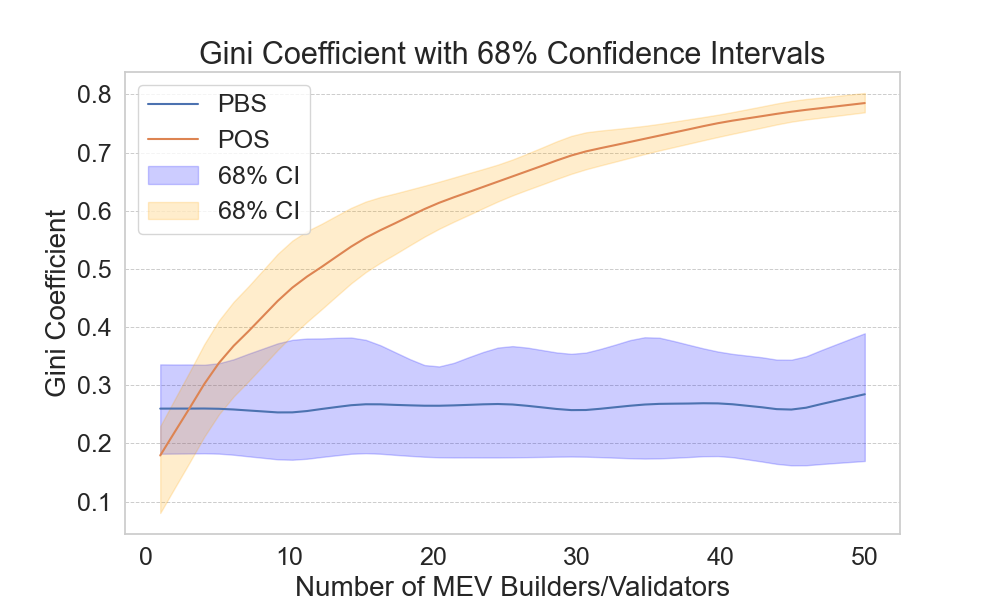 Gini Coefficient with 68% Confidence Intervals
PBS
POS
68% CI
68% CI
Gini Coefficient
0.8
0.7
0.6
0.5
0.4
0.3
0.2
0.1
0 10 20 30 40 50
Number of MEV Builders/Validators